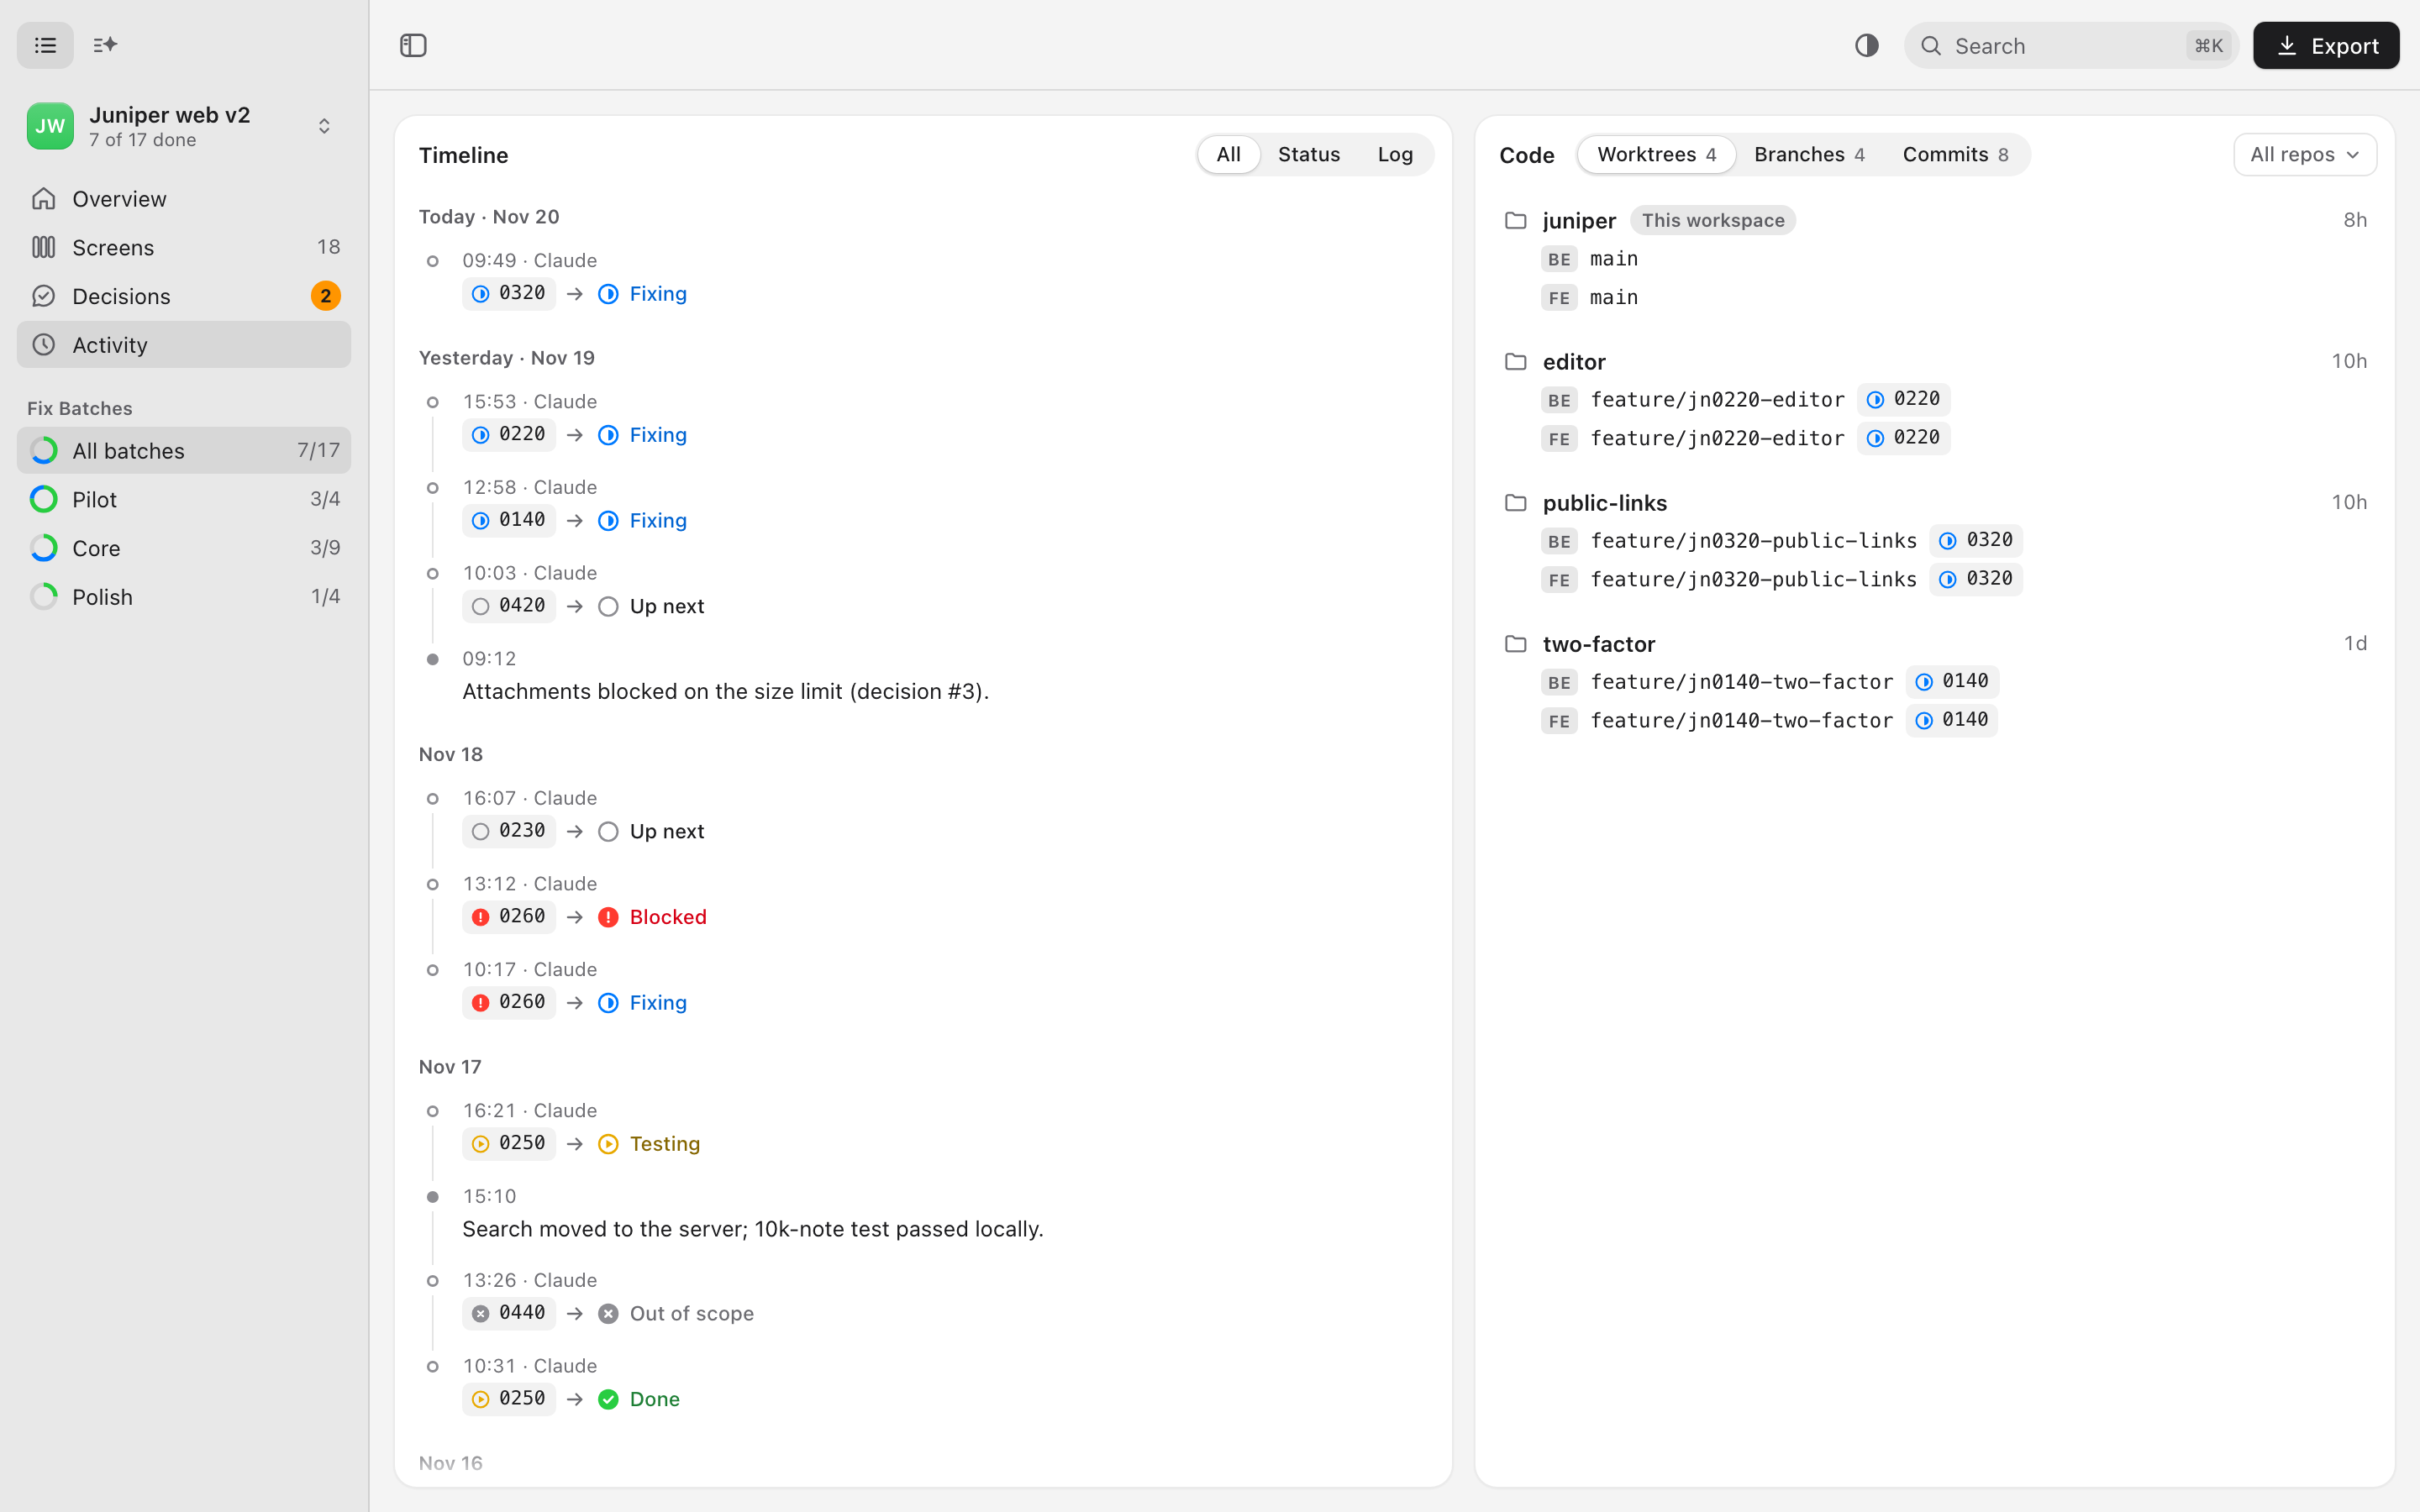 JW
Juniper web v2
7 of 17 done
Overview
Screens 18
Decisions 2
Activity
Fix Batches
All batches 7/17
Pilot 3/4
Core 3/9
Polish 1/4
Search ⌘K
Export
Timeline
All Status Log
Today · Nov 20
09:49 · Claude
0320 → Fixing
Yesterday · Nov 19
15:53 · Claude
0220 → Fixing
12:58 · Claude
0140 → Fixing
10:03 · Claude
0420 → Up next
09:12
Attachments blocked on the size limit (decision #3).
Nov 18
16:07 · Claude
0230 → Up next
13:12 · Claude
0260 → Blocked
10:17 · Claude
0260 → Fixing
Nov 17
16:21 · Claude
0250 → Testing
15:10
Search moved to the server; 10k-note test passed locally.
13:26 · Claude
0440 → Out of scope
10:31 · Claude
0250 → Done
Nov 16
Code
Worktrees 4 Branches 4 Commits 8
All repos
juniper This workspace 8h
BE main
FE main
editor 10h
BE feature/jn0220-editor 0220
FE feature/jn0220-editor 0220
public-links 10h
BE feature/jn0320-public-links 0320
FE feature/jn0320-public-links 0320
two-factor 1d
BE feature/jn0140-two-factor 0140
FE feature/jn0140-two-factor 0140